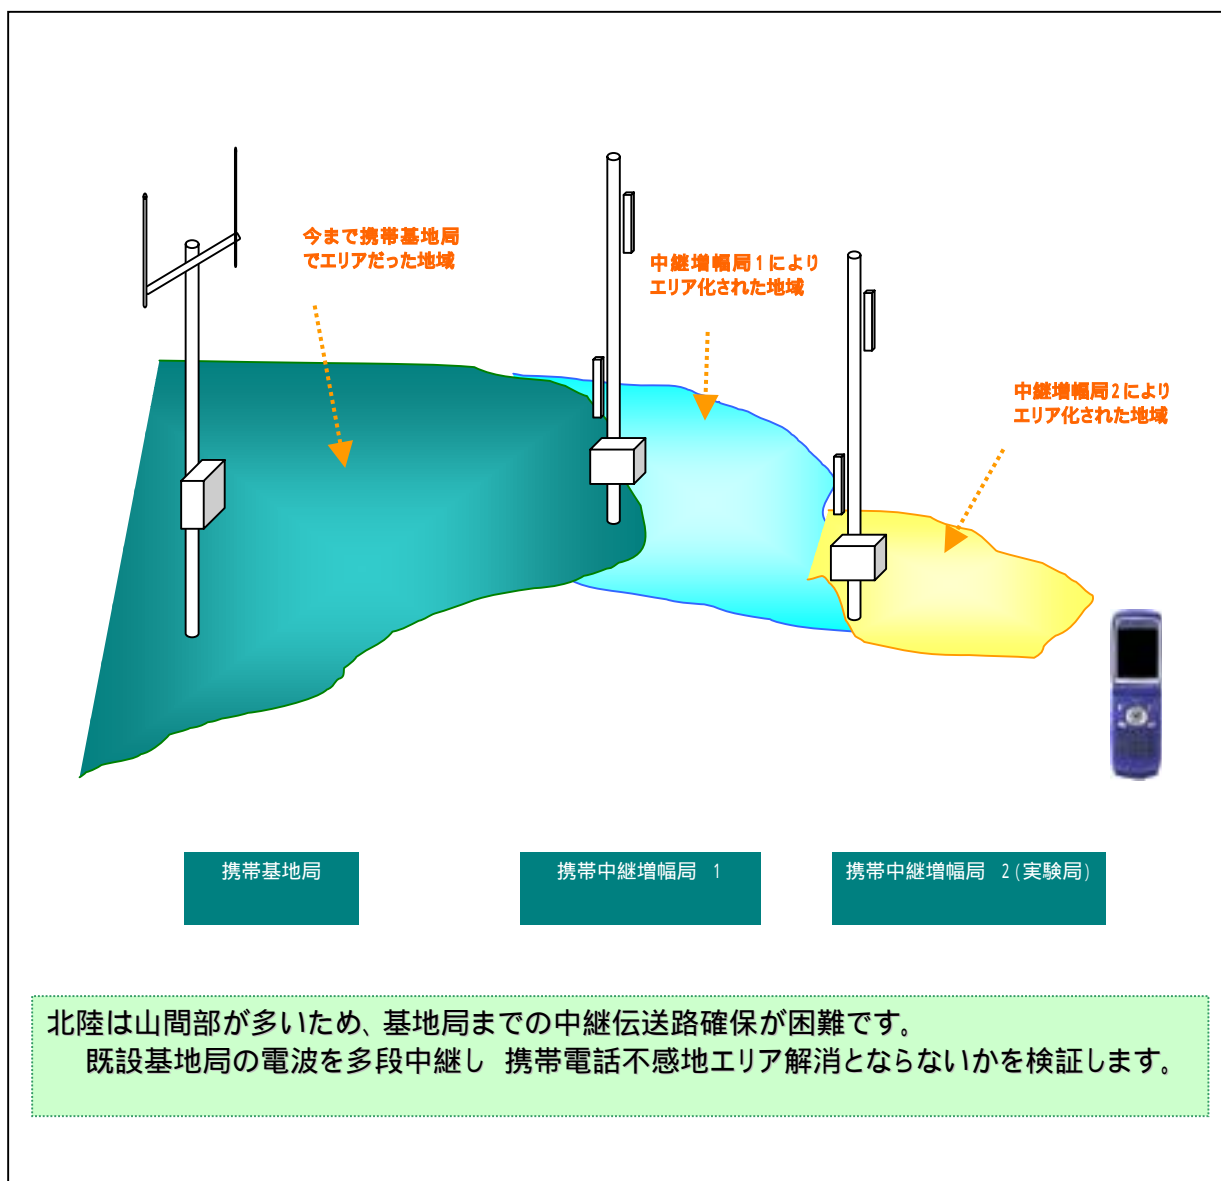 今まで携帯基地局
でエリアだった地域
中継増幅局1により
エリア化された地域
中継増幅局2により
エリア化された地域
携帯基地局
携帯中継増幅局　1
携帯中継増幅局　2(実験局)
北陸は山間部が多いため、基地局までの中継伝送路確保が困難です。
既設基地局の電波を多段中継し　携帯電話不感地エリア解消とならないかを検証します。